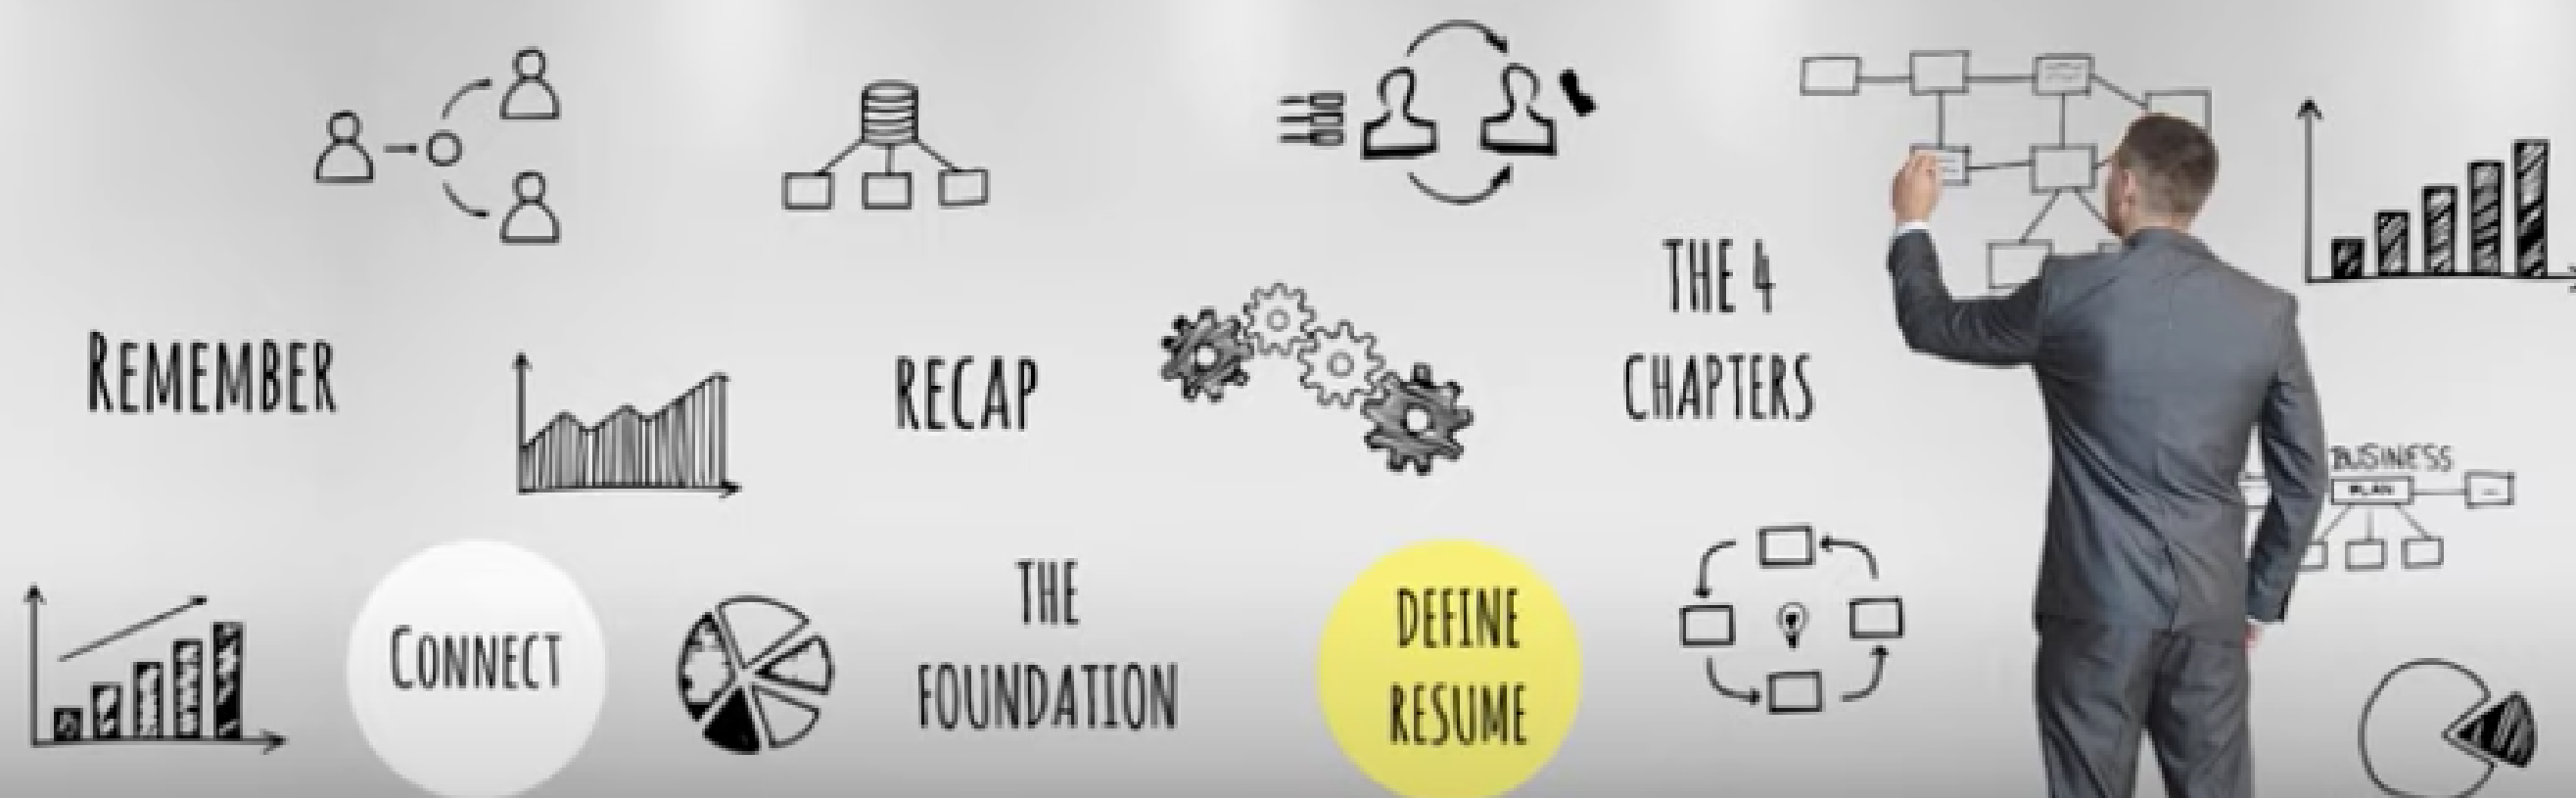 THE 4
CHAPTERS
REMEMBER
RECAP
BUSINESS
PLAN
CONNECT
THE
FOUNDATION
DEFINE
RESUME